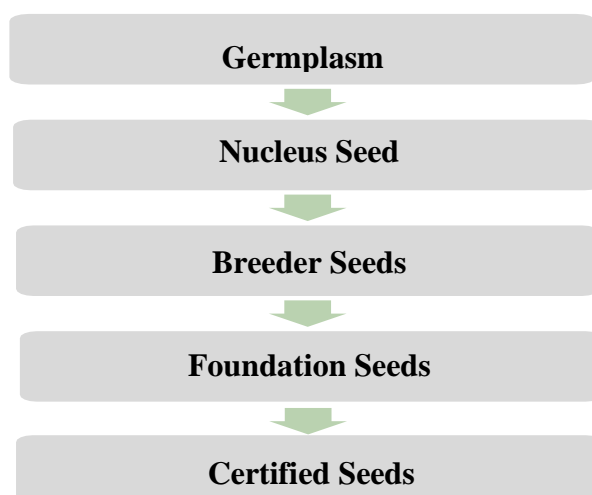 Germplasm
Nucleus Seed
Breeder Seeds
Foundation Seeds
Certified Seeds